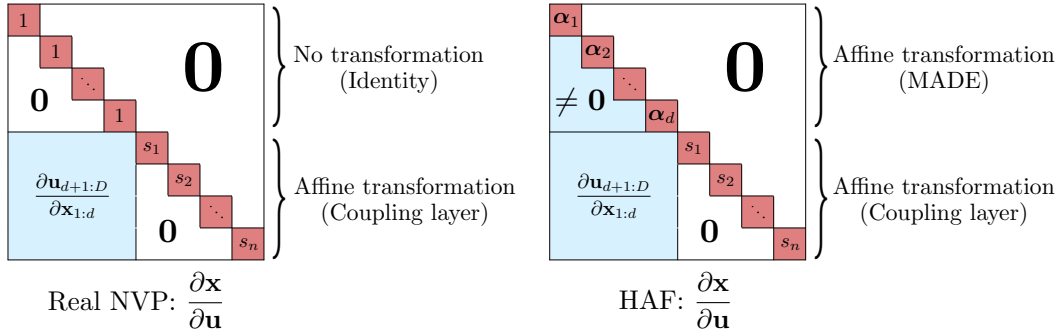 1
1
⋱
1
0
0
No transformation
(Identity)
∂u_{d+1:D}
∂x_{1:d}
s_1
s_2
⋱
s_n
0
Affine transformation
(Coupling layer)
Real NVP: ∂x/∂u
α_1
α_2
⋱
α_d
≠ 0
0
Affine transformation
(MADE)
∂u_{d+1:D}
∂x_{1:d}
s_1
s_2
⋱
s_n
0
Affine transformation
(Coupling layer)
HAF: ∂x/∂u